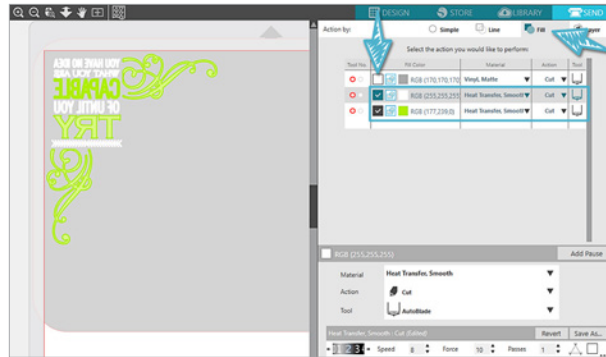 DESIGN STORE LIBRARY SEND
Action by: Simple Line Fill Layer
Select the action you would like to perform:
Tool No. Fill Color Material Action Tool
RGB (170,170,170 Vinyl, Matte Cut
RGB (255,255,255 Heat Transfer, Smooth Cut
RGB (177,239,0) Heat Transfer, Smooth Cut
YOU HAVE NO IDEA
WHAT YOU ARE
CAPABLE
OF UNTIL YOU
TRY
RGB (255,255,255) Add Pause
Material Heat Transfer, Smooth
Action Cut
Tool AutoBlade
Heat Transfer, Smooth : Cut (Edited) Revert Save As...
1 2 3 Speed 8 Force 10 Passes 1